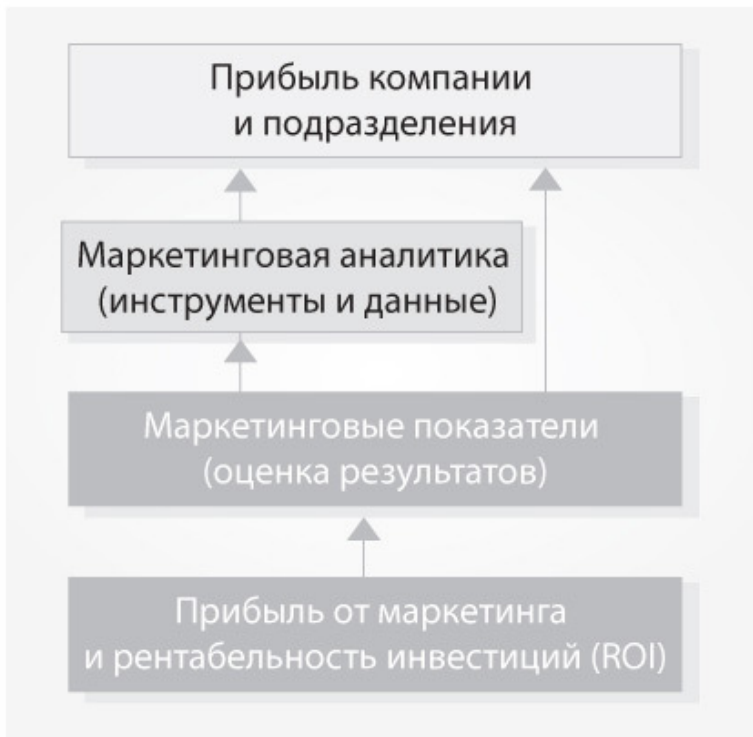 Прибыль компании
и подразделения
Маркетинговая аналитика
(инструменты и данные)
Маркетинговые показатели
(оценка результатов)
Прибыль от маркетинга
и рентабельность инвестиций (ROI)